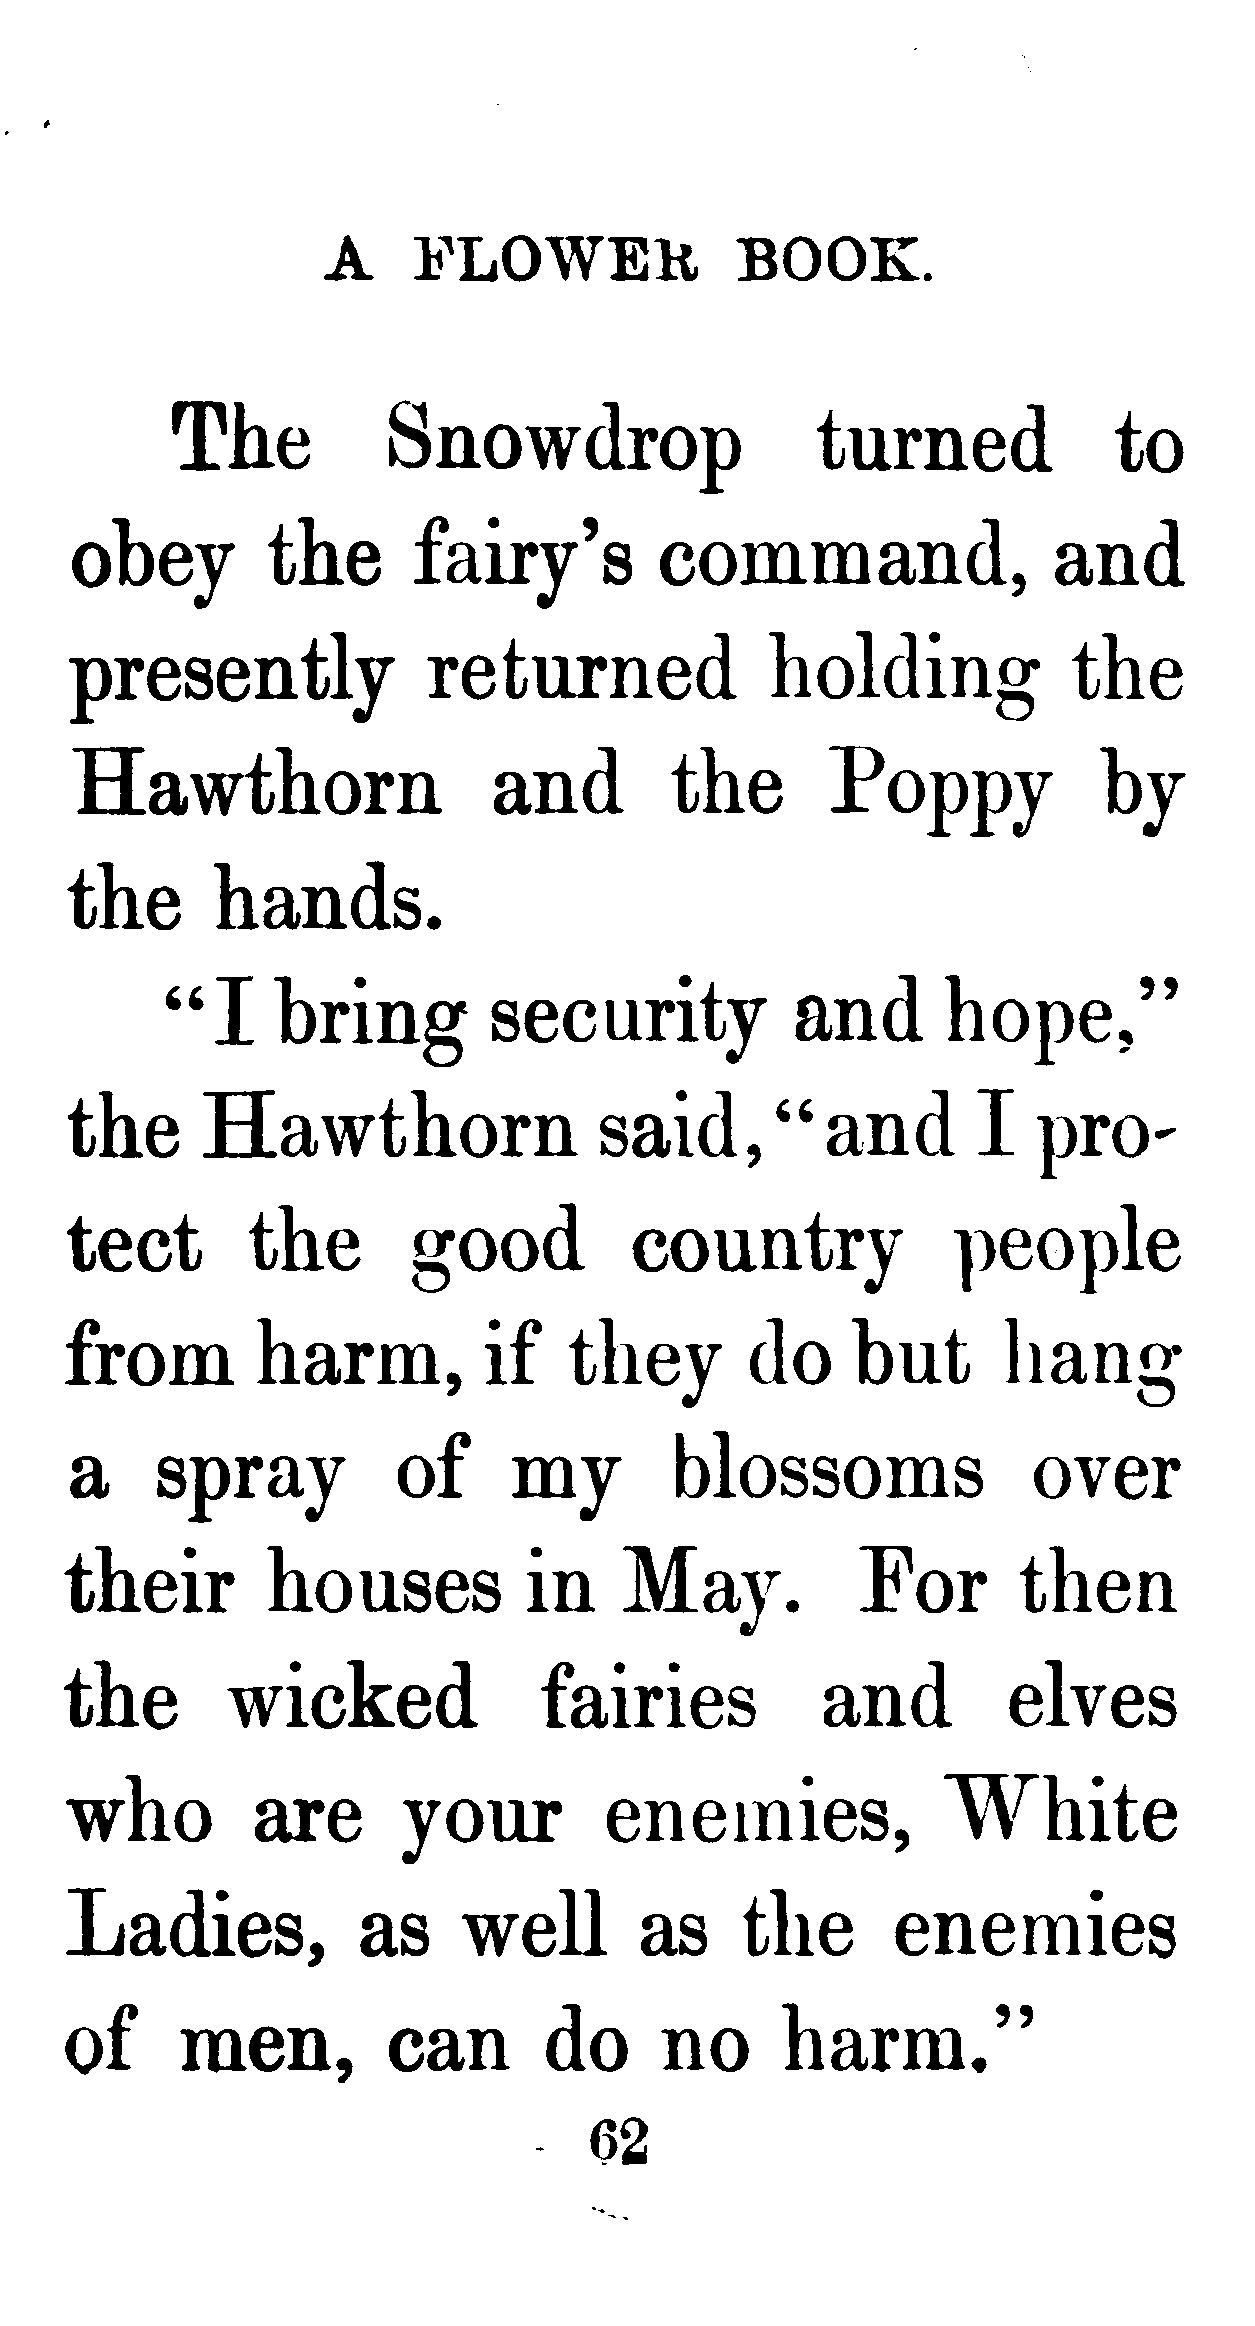 A FLOWER BOOK.
The Snowdrop turned to
obey the fairy's command, and
presently returned holding the
Hawthorn and the Poppy by
the hands.
"I bring security and hope,"
the Hawthorn said, "and I pro-
tect the good country people
from harm, if they do but hang
a spray of my blossoms over
their houses in May. For then
the wicked fairies and elves
who are your enemies, White
Ladies, as well as the enemies
of men, can do no harm."
62